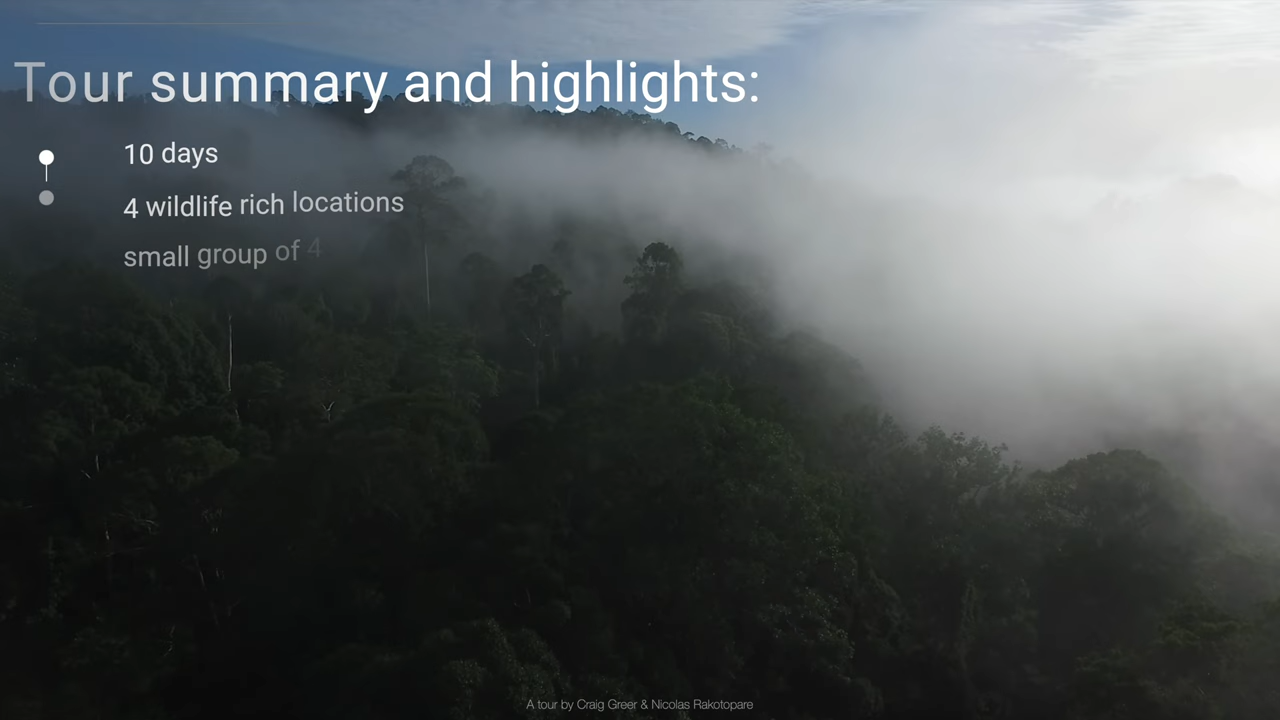 Tour summary and highlights:
10 days
4 wildlife rich locations
small group of 4
A tour by Craig Greer & Nicolas Rakotopare